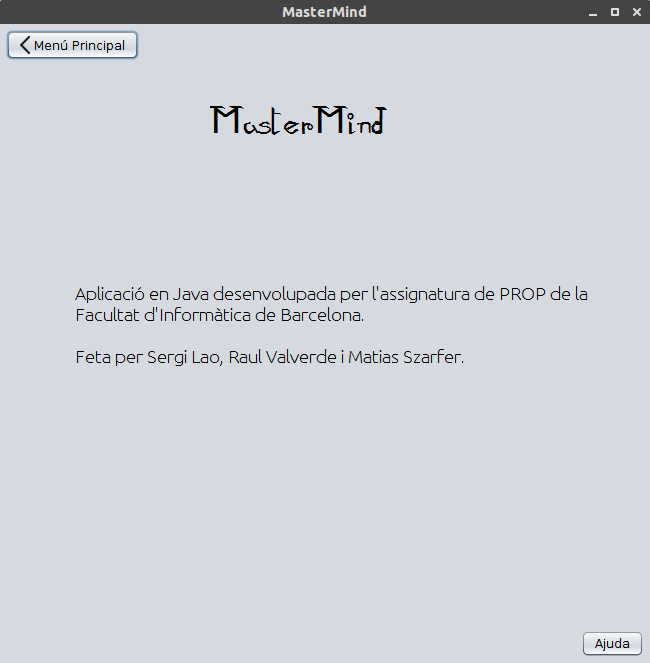 MasterMind
Menú Principal
MasterMind
Aplicació en Java desenvolupada per l'assignatura de PROP de la
Facultat d'Informàtica de Barcelona.
Feta per Sergi Lao, Raul Valverde i Matias Szarfer.
Ajuda